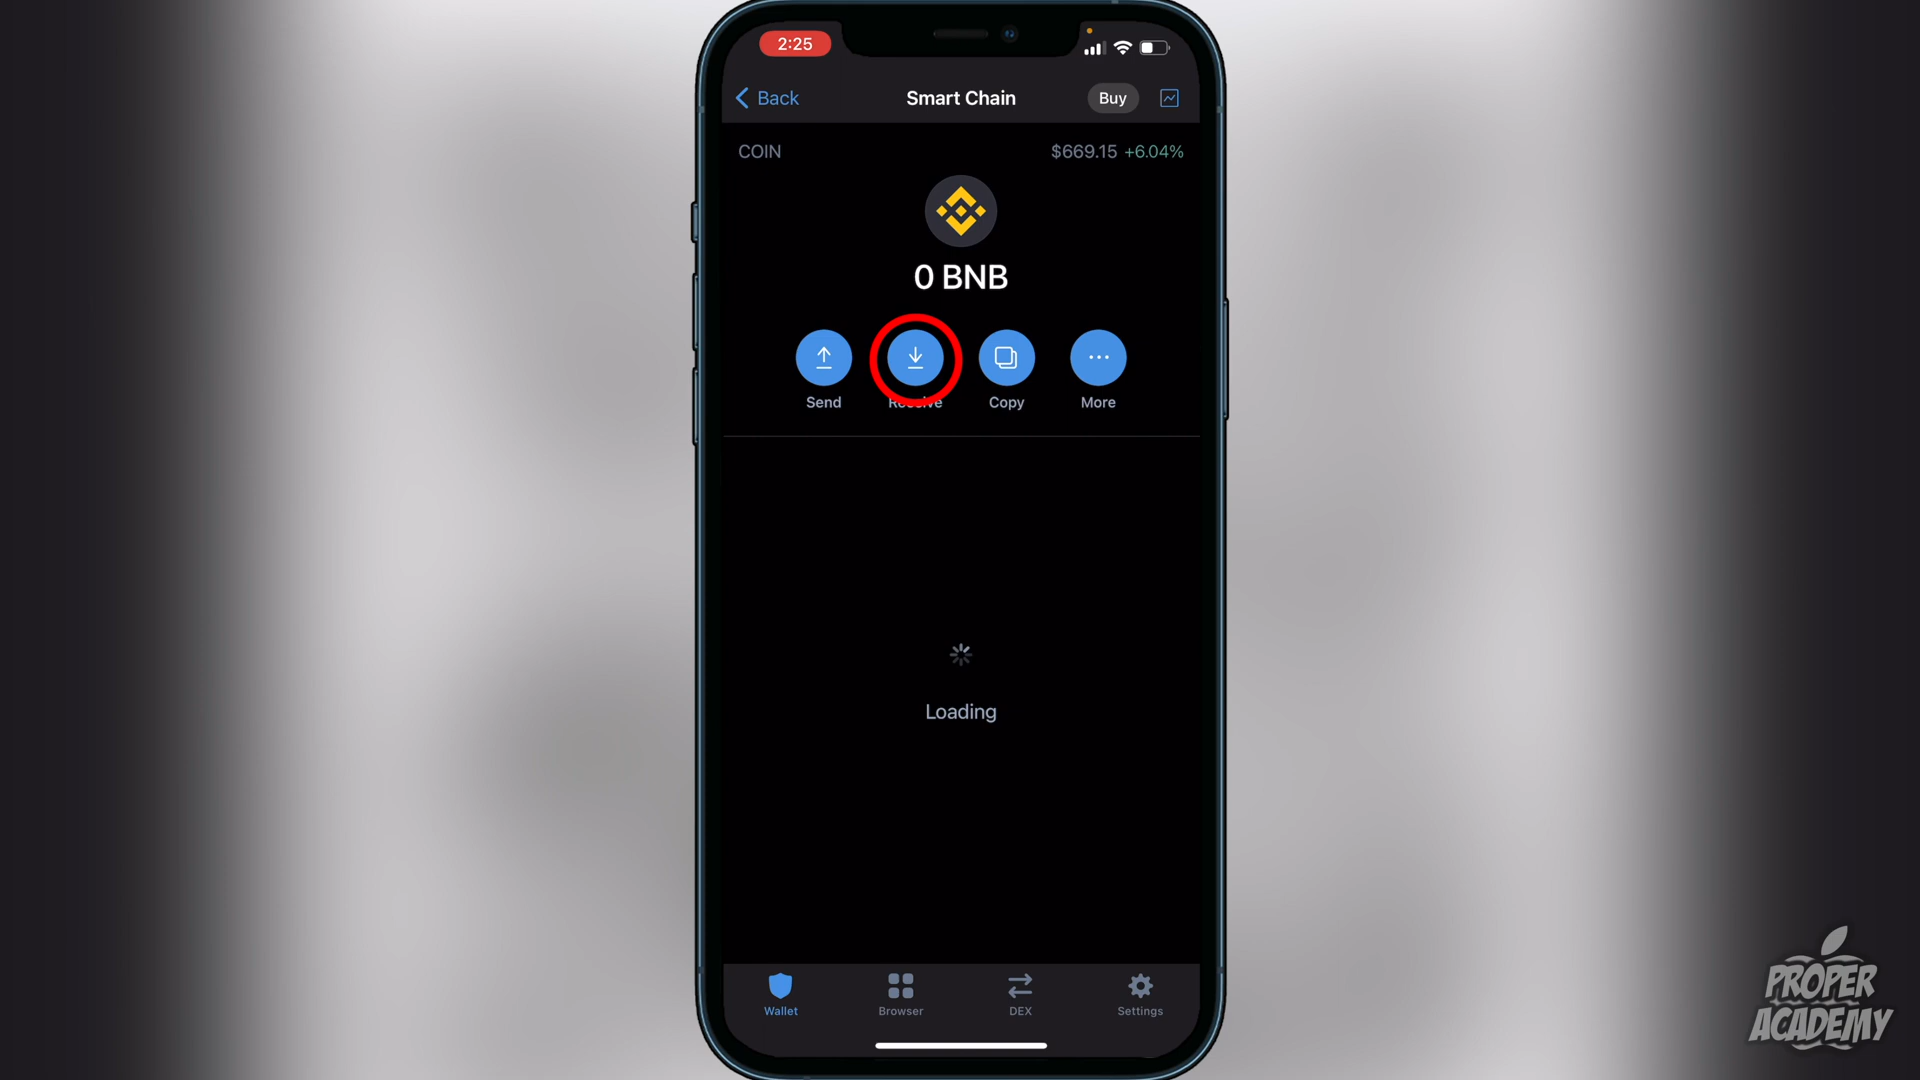 2:25
Back
Smart Chain
Buy
COIN
$669.15 +6.04%
0 BNB
Send
Receive
Copy
More
Loading
Wallet
Browser
DEX
Settings
PROPER
ACADEMY